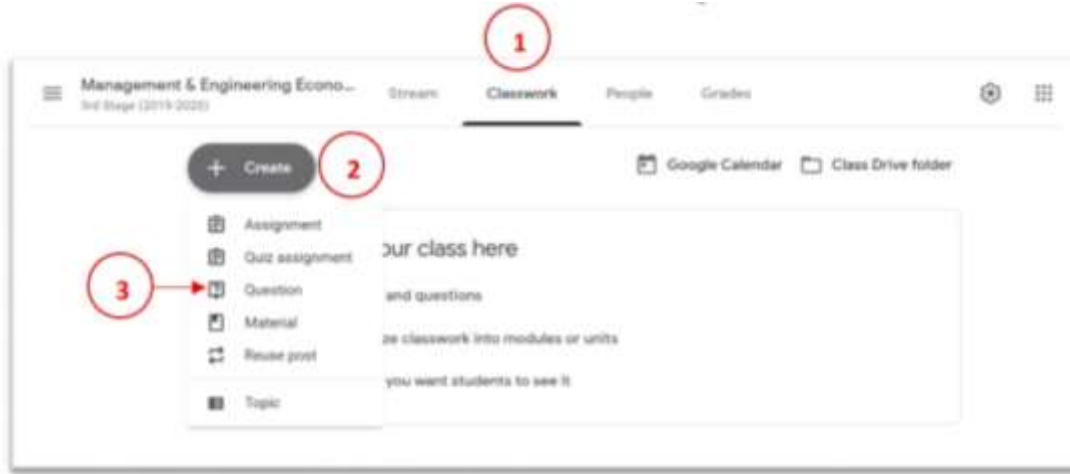 1
Management & Engineering Econo...
3rd Stage (2019-2020)
Stream
Classwork
People
Grades
+ Create
2
Google Calendar
Class Drive folder
Assignment
Quiz assignment
3
Question
Material
Reuse post
Topic
our class here
and questions
ze classwork into modules or units
you want students to see it